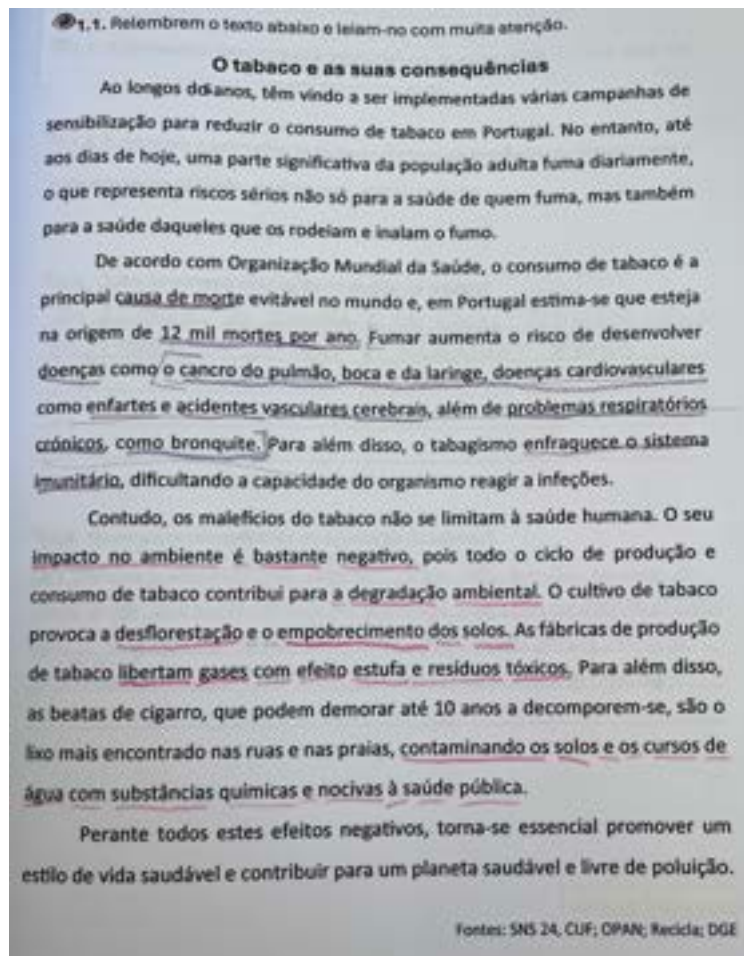 1.1. Relembrem o texto abaixo e leiam-no com muita atenção.
O tabaco e as suas consequências
Ao longos dos anos, têm vindo a ser implementadas várias campanhas de
sensibilização para reduzir o consumo de tabaco em Portugal. No entanto, até
aos dias de hoje, uma parte significativa da população adulta fuma diariamente,
o que representa riscos sérios não só para a saúde de quem fuma, mas também
para a saúde daqueles que os rodeiam e inalam o fumo.
De acordo com Organização Mundial da Saúde, o consumo de tabaco é a
principal causa de morte evitável no mundo e, em Portugal estima-se que esteja
na origem de 12 mil mortes por ano. Fumar aumenta o risco de desenvolver
doenças como o cancro do pulmão, boca e da laringe, doenças cardiovasculares
como enfartes e acidentes vasculares cerebrais, além de problemas respiratórios
crónicos, como bronquite. Para além disso, o tabagismo enfraquece o sistema
imunitário, dificultando a capacidade do organismo reagir a infeções.
Contudo, os malefícios do tabaco não se limitam à saúde humana. O seu
impacto no ambiente é bastante negativo, pois todo o ciclo de produção e
consumo de tabaco contribui para a degradação ambiental. O cultivo de tabaco
provoca a desflorestação e o empobrecimento dos solos. As fábricas de produção
de tabaco libertam gases com efeito estufa e resíduos tóxicos. Para além disso,
as beatas de cigarro, que podem demorar até 10 anos a decomporem-se, são o
lixo mais encontrado nas ruas e nas praias, contaminando os solos e os cursos de
água com substâncias químicas e nocivas à saúde pública.
Perante todos estes efeitos negativos, torna-se essencial promover um
estilo de vida saudável e contribuir para um planeta saudável e livre de poluição.
Fontes: SNS 24, CUF; OPAN; Recicla; DGE